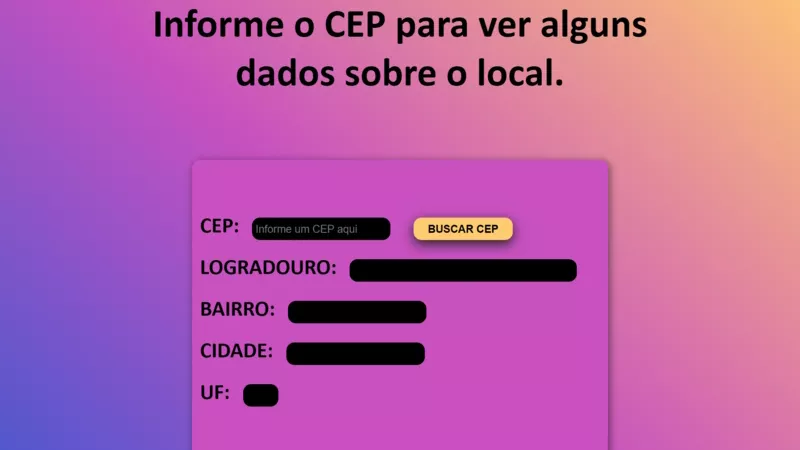 Informe o CEP para ver alguns
dados sobre o local.
CEP: Informe um CEP aqui BUSCAR CEP
LOGRADOURO:
BAIRRO:
CIDADE:
UF: